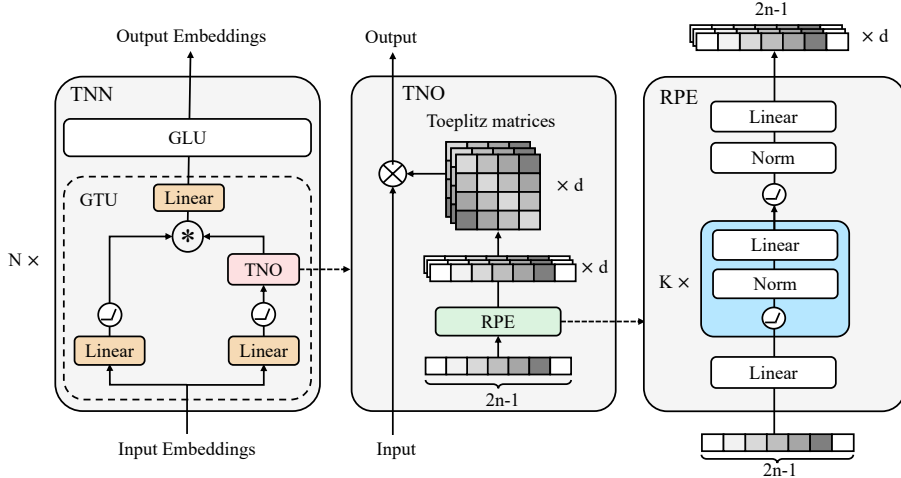 Output Embeddings
TNN
GLU
GTU
Linear
*
TNO
N ×
Linear
Linear
Input Embeddings
Output
TNO
Toeplitz matrices
× d
× d
RPE
2n-1
Input
2n-1
× d
RPE
Linear
Norm
Linear
K ×
Norm
Linear
2n-1